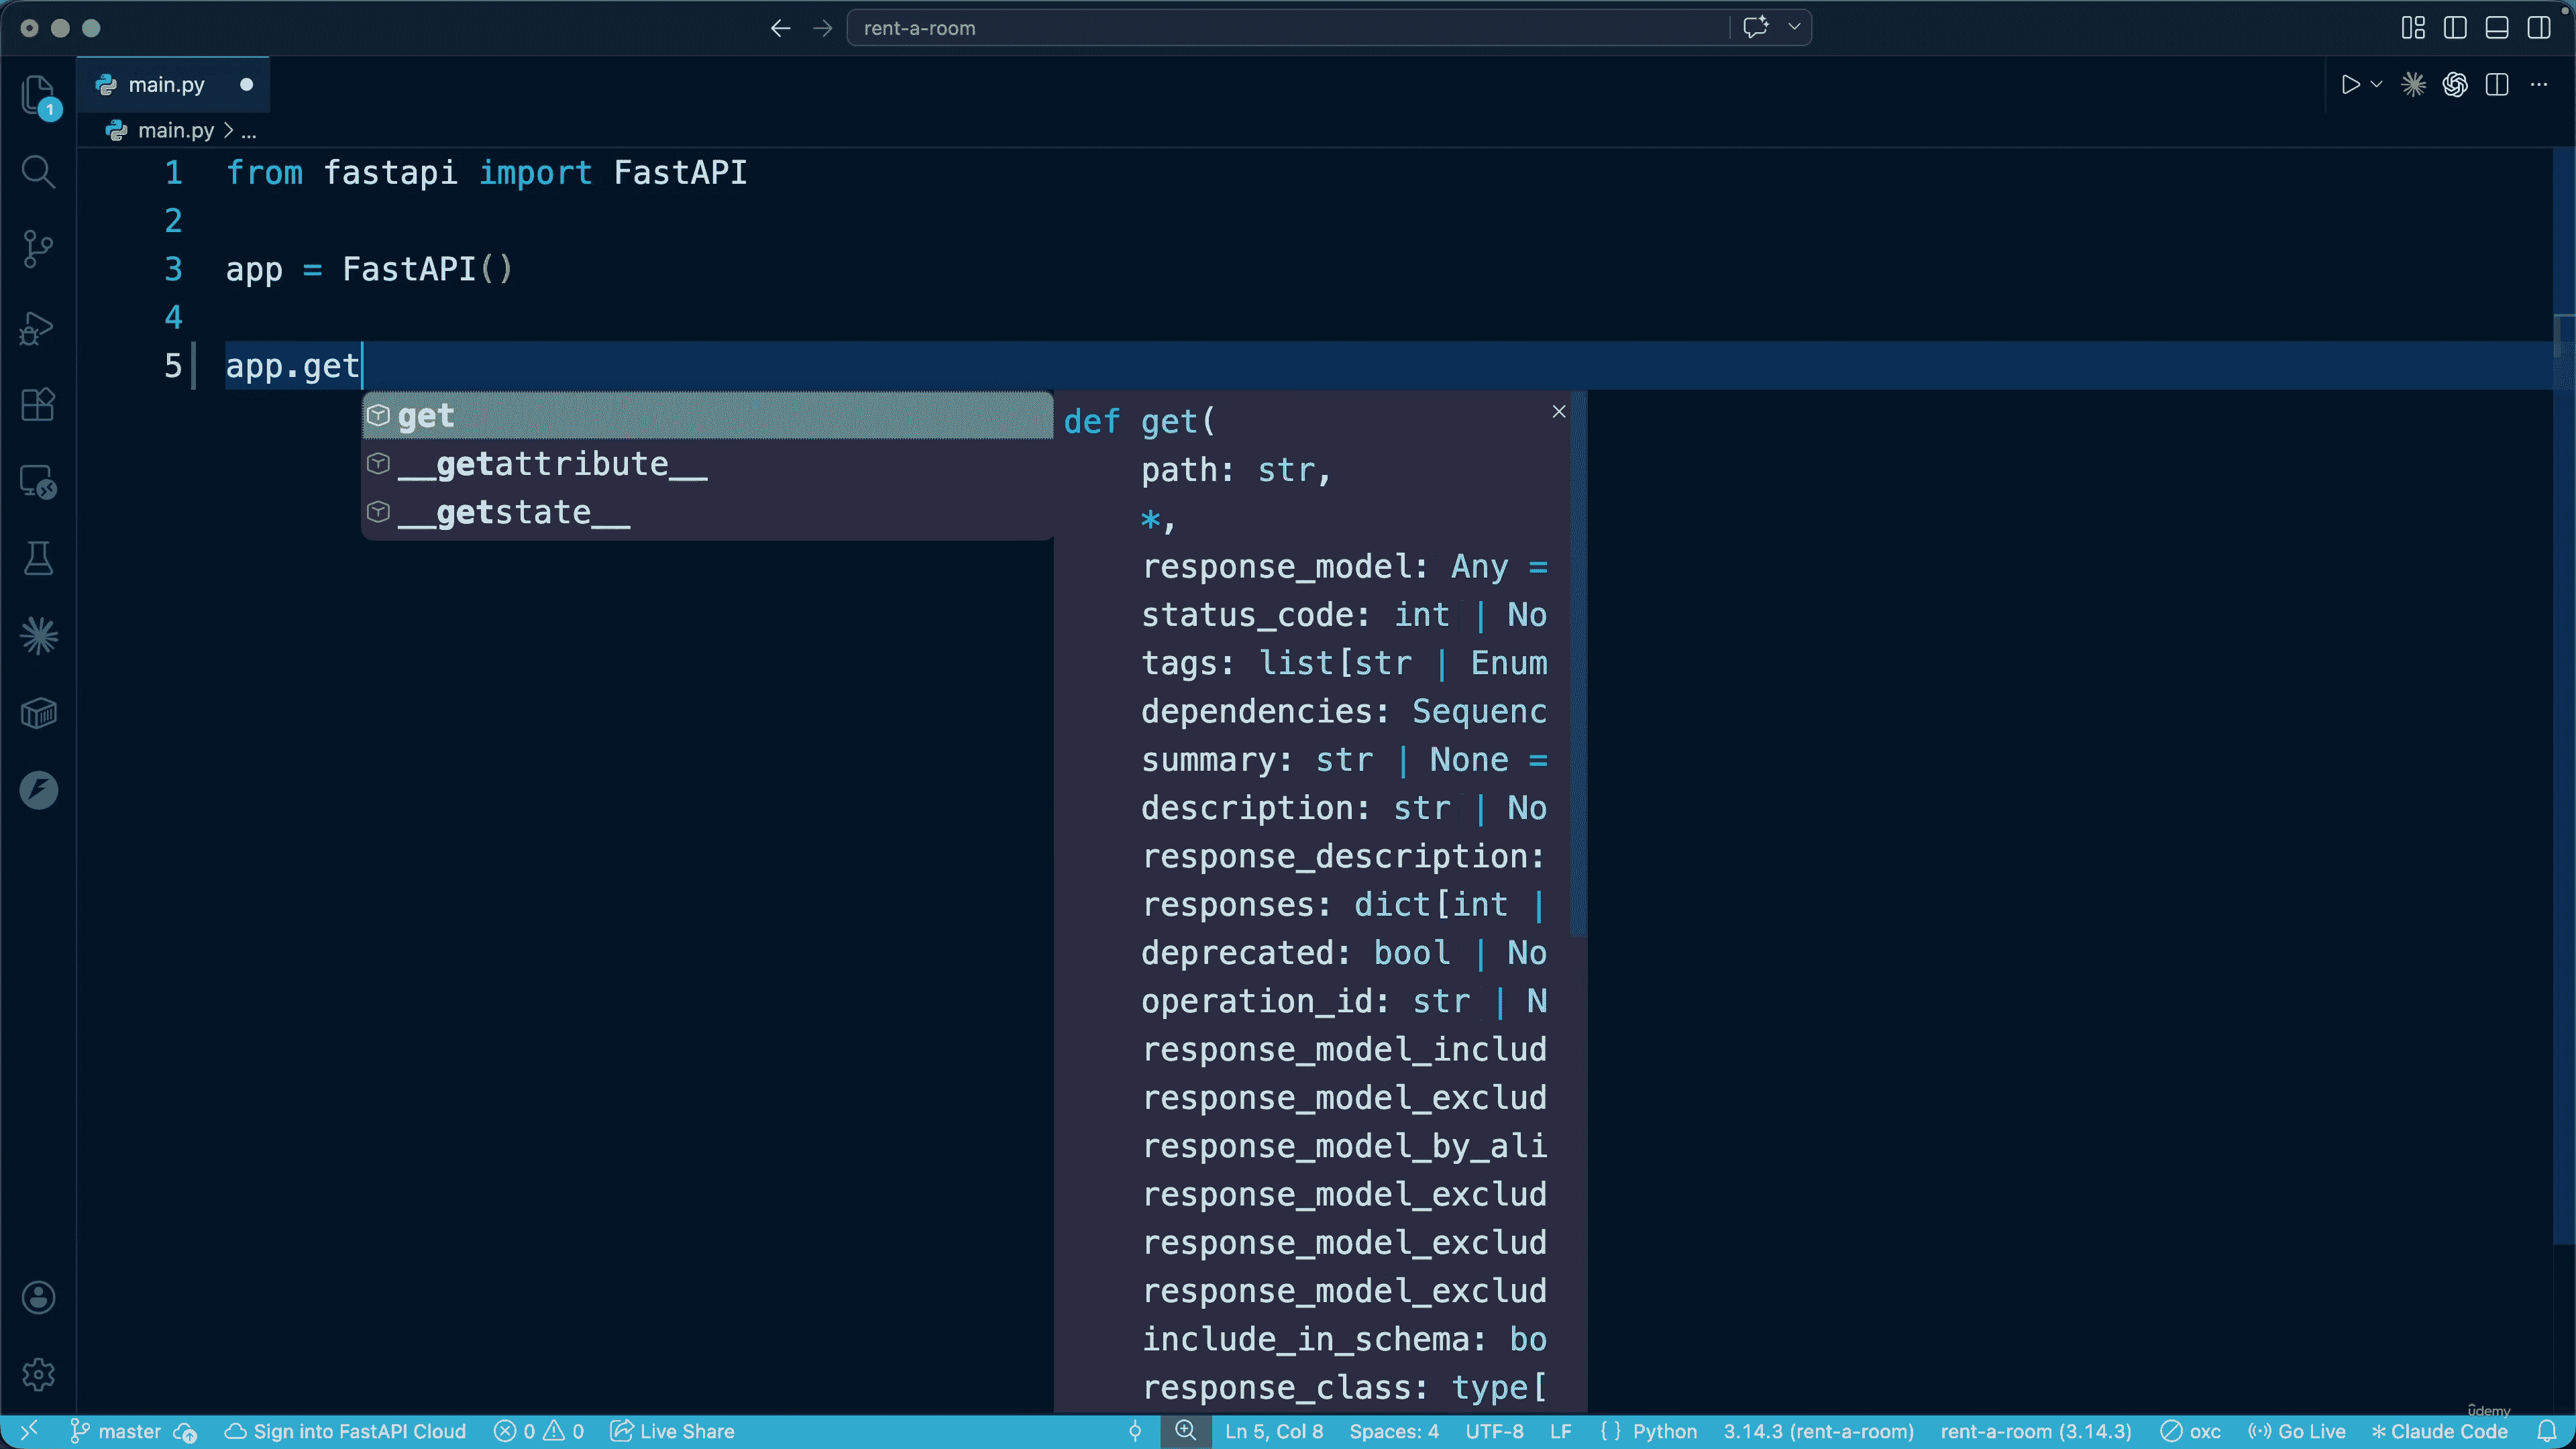 rent-a-room
main.py
1
main.py > ...
1 from fastapi import FastAPI
2
3 app = FastAPI()
4
5 app.get
get
__getattribute__
__getstate__
def get(
path: str,
*,
response_model: Any =
status_code: int | No
tags: list[str | Enum
dependencies: Sequenc
summary: str | None =
description: str | No
response_description:
responses: dict[int |
deprecated: bool | No
operation_id: str | N
response_model_includ
response_model_exclud
response_model_by_ali
response_model_exclud
response_model_exclud
response_model_exclud
include_in_schema: bo
response_class: type[
udemy
master Sign into FastAPI Cloud 0 0 Live Share Ln 5, Col 8 Spaces: 4 UTF-8 LF { } Python 3.14.3 (rent-a-room) rent-a-room (3.14.3) oxc Go Live Claude Code